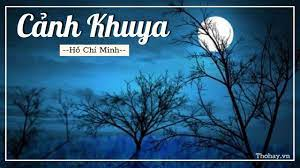 Cảnh Khuya
--Hồ Chí Minh--
Thohay.vn